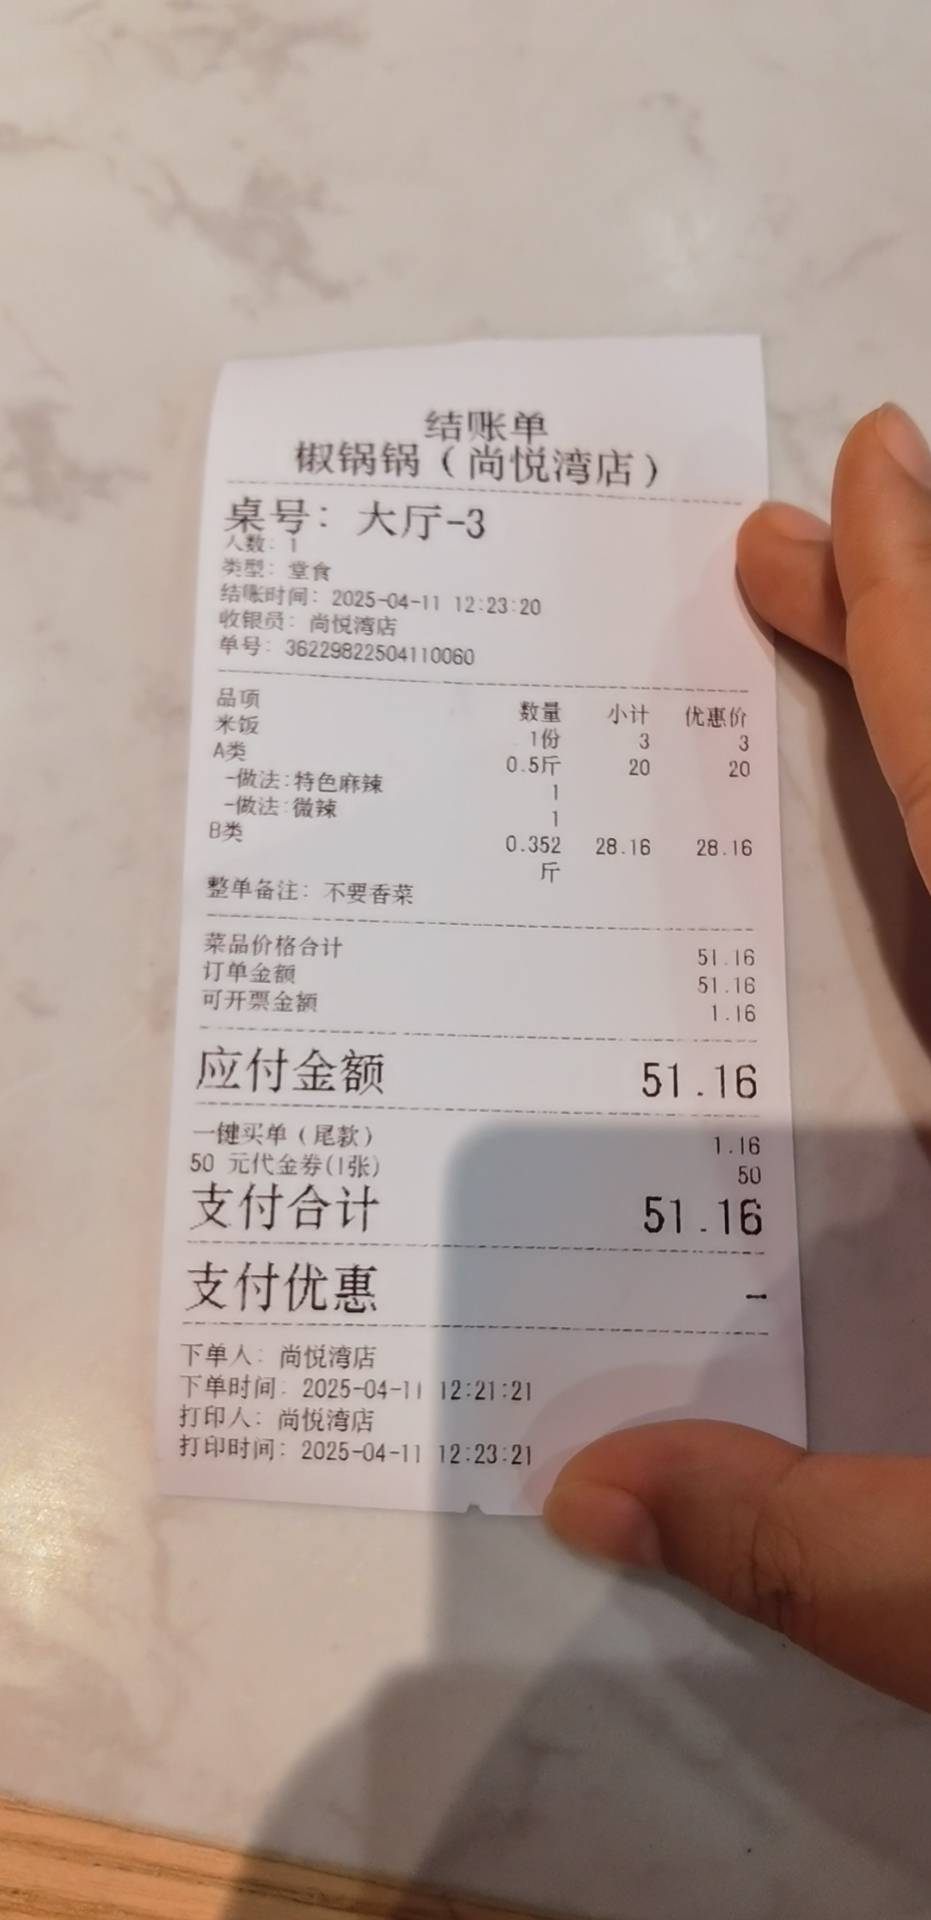 结账单
椒锅锅（尚悦湾店）
桌号：大厅-3
人数：1
类型：堂食
结账时间：2025-04-11 12:23:20
收银员：尚悦湾店
单号：36229822504110060
品项 数量 小计 优惠价
米饭 1份 3 3
A类 0.5斤 20 20
-做法:特色麻辣 1
-做法:微辣 1
B类 0.352斤 28.16 28.16
整单备注：不要香菜
菜品价格合计 51.16
订单金额 51.16
可开票金额 1.16
应付金额 51.16
一键买单（尾款） 1.16
50 元代金券(1张) 50
支付合计 51.16
支付优惠 -
下单人：尚悦湾店
下单时间：2025-04-11 12:21:21
打印人：尚悦湾店
打印时间：2025-04-11 12:23:21